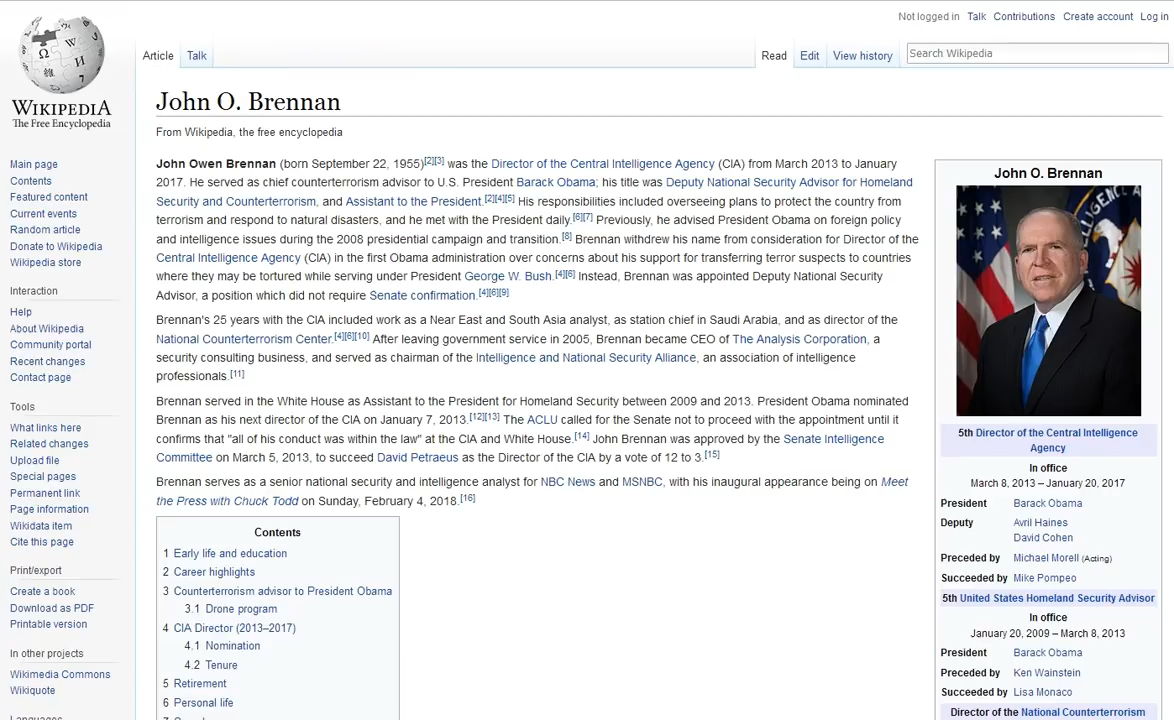 Not logged in Talk Contributions Create account Log in
Article Talk Read Edit View history Search Wikipedia
WIKIPEDIA
The Free Encyclopedia
Main page
Contents
Featured content
Current events
Random article
Donate to Wikipedia
Wikipedia store
Interaction
Help
About Wikipedia
Community portal
Recent changes
Contact page
Tools
What links here
Related changes
Upload file
Special pages
Permanent link
Page information
Wikidata item
Cite this page
Print/export
Create a book
Download as PDF
Printable version
In other projects
Wikimedia Commons
Wikiquote
Languages
John O. Brennan
From Wikipedia, the free encyclopedia
John Owen Brennan (born September 22, 1955)[2][3] was the Director of the Central Intelligence Agency (CIA) from March 2013 to January
2017. He served as chief counterterrorism advisor to U.S. President Barack Obama; his title was Deputy National Security Advisor for Homeland
Security and Counterterrorism, and Assistant to the President.[2][4][5] His responsibilities included overseeing plans to protect the country from
terrorism and respond to natural disasters, and he met with the President daily.[6][7] Previously, he advised President Obama on foreign policy
and intelligence issues during the 2008 presidential campaign and transition.[8] Brennan withdrew his name from consideration for Director of the
Central Intelligence Agency (CIA) in the first Obama administration over concerns about his support for transferring terror suspects to countries
where they may be tortured while serving under President George W. Bush.[4][6] Instead, Brennan was appointed Deputy National Security
Advisor, a position which did not require Senate confirmation.[4][6][9]
Brennan's 25 years with the CIA included work as a Near East and South Asia analyst, as station chief in Saudi Arabia, and as director of the
National Counterterrorism Center.[4][6][10] After leaving government service in 2005, Brennan became CEO of The Analysis Corporation, a
security consulting business, and served as chairman of the Intelligence and National Security Alliance, an association of intelligence
professionals.[11]
Brennan served in the White House as Assistant to the President for Homeland Security between 2009 and 2013. President Obama nominated
Brennan as his next director of the CIA on January 7, 2013.[12][13] The ACLU called for the Senate not to proceed with the appointment until it
confirms that "all of his conduct was within the law" at the CIA and White House.[14] John Brennan was approved by the Senate Intelligence
Committee on March 5, 2013, to succeed David Petraeus as the Director of the CIA by a vote of 12 to 3.[15]
Brennan serves as a senior national security and intelligence analyst for NBC News and MSNBC, with his inaugural appearance being on Meet
the Press with Chuck Todd on Sunday, February 4, 2018.[16]
Contents
1 Early life and education
2 Career highlights
3 Counterterrorism advisor to President Obama
3.1 Drone program
4 CIA Director (2013–2017)
4.1 Nomination
4.2 Tenure
5 Retirement
6 Personal life
John O. Brennan
5th Director of the Central Intelligence
Agency
In office
March 8, 2013 – January 20, 2017
President Barack Obama
Deputy Avril Haines
David Cohen
Preceded by Michael Morell (Acting)
Succeeded by Mike Pompeo
5th United States Homeland Security Advisor
In office
January 20, 2009 – March 8, 2013
President Barack Obama
Preceded by Ken Wainstein
Succeeded by Lisa Monaco
Director of the National Counterterrorism